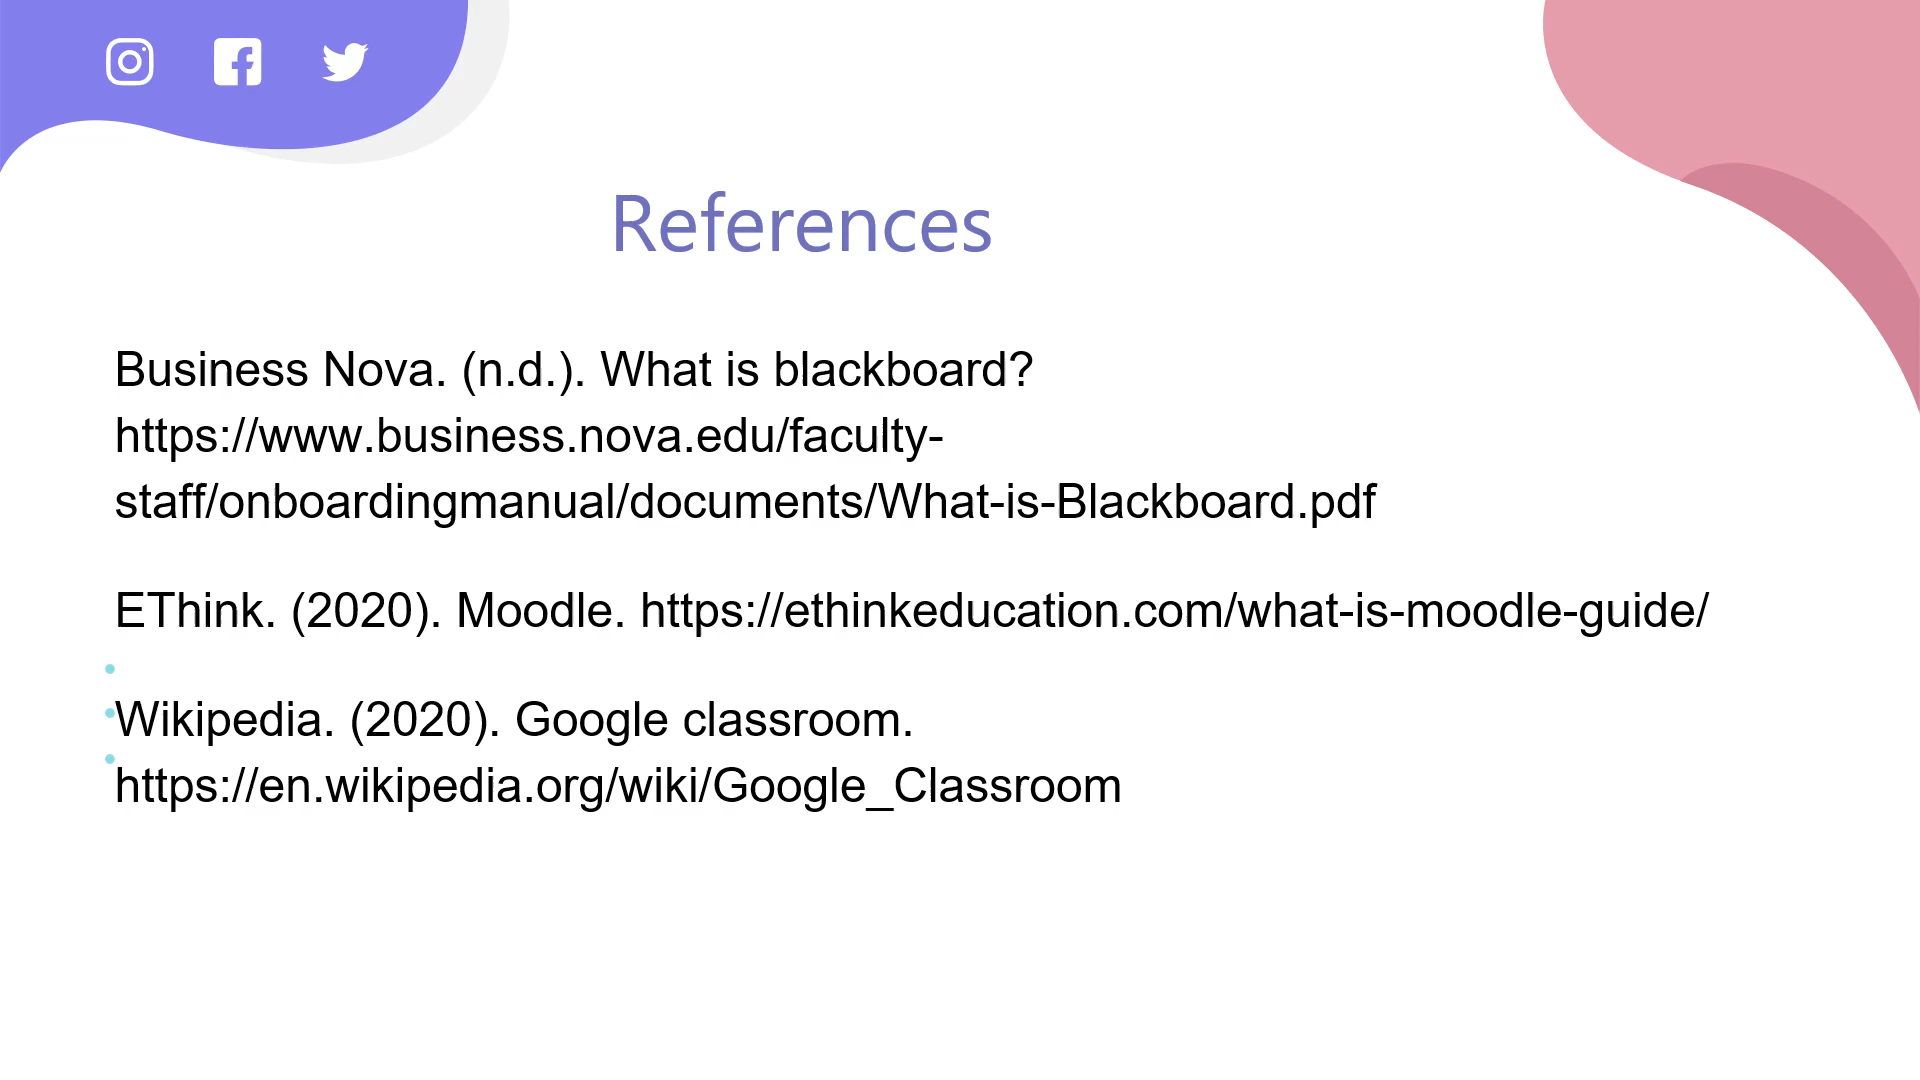 References
Business Nova. (n.d.). What is blackboard?
https://www.business.nova.edu/faculty-
staff/onboardingmanual/documents/What-is-Blackboard.pdf
EThink. (2020). Moodle. https://ethinkeducation.com/what-is-moodle-guide/
Wikipedia. (2020). Google classroom.
https://en.wikipedia.org/wiki/Google_Classroom